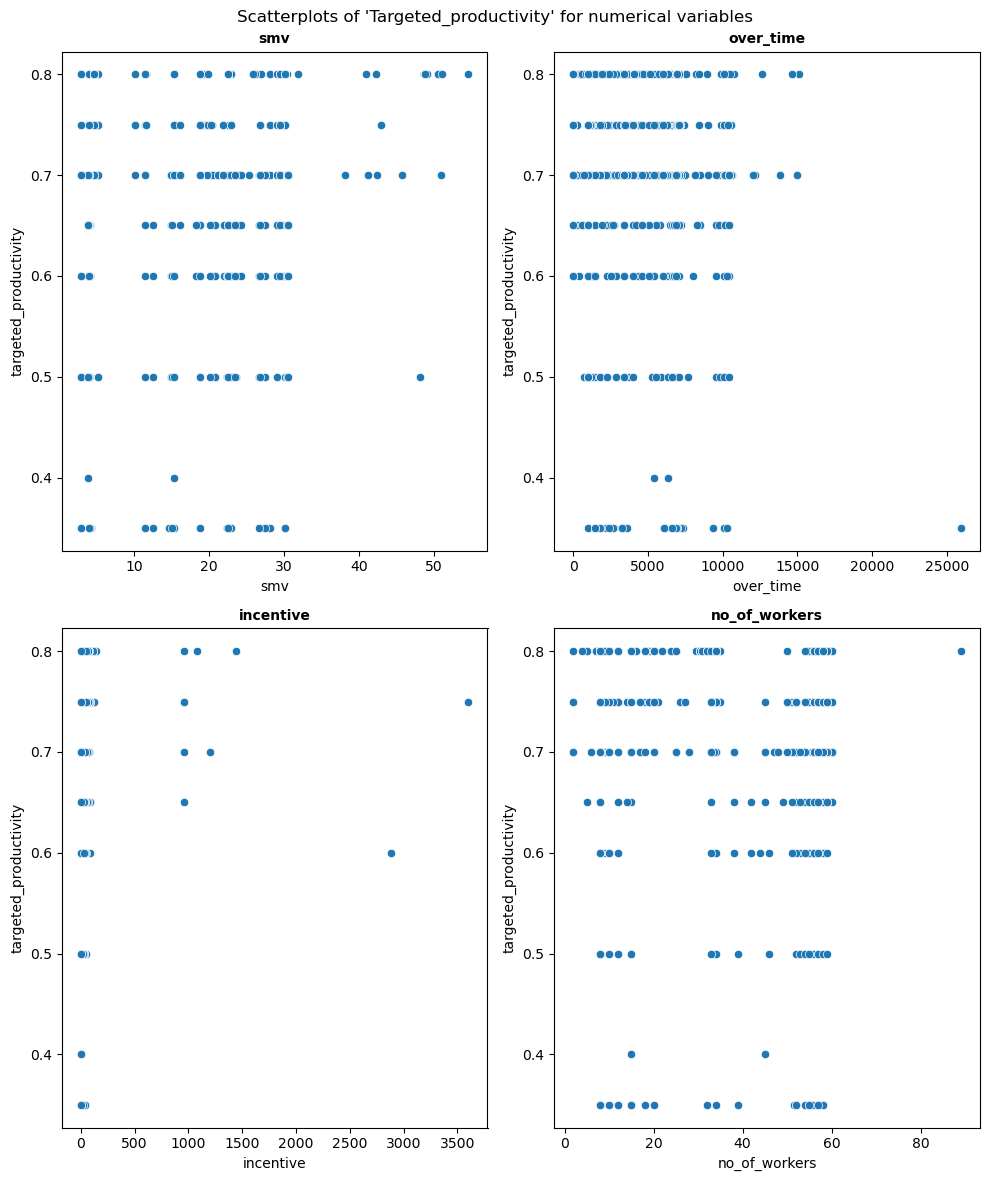 Scatterplots of 'Targeted_productivity' for numerical variables
smv
targeted_productivity
0.8
0.7
0.6
0.5
0.4
10 20 30 40 50
smv
over_time
targeted_productivity
0.8
0.7
0.6
0.5
0.4
0 5000 10000 15000 20000 25000
over_time
incentive
targeted_productivity
0.8
0.7
0.6
0.5
0.4
0 500 1000 1500 2000 2500 3000 3500
incentive
no_of_workers
targeted_productivity
0.8
0.7
0.6
0.5
0.4
0 20 40 60 80
no_of_workers